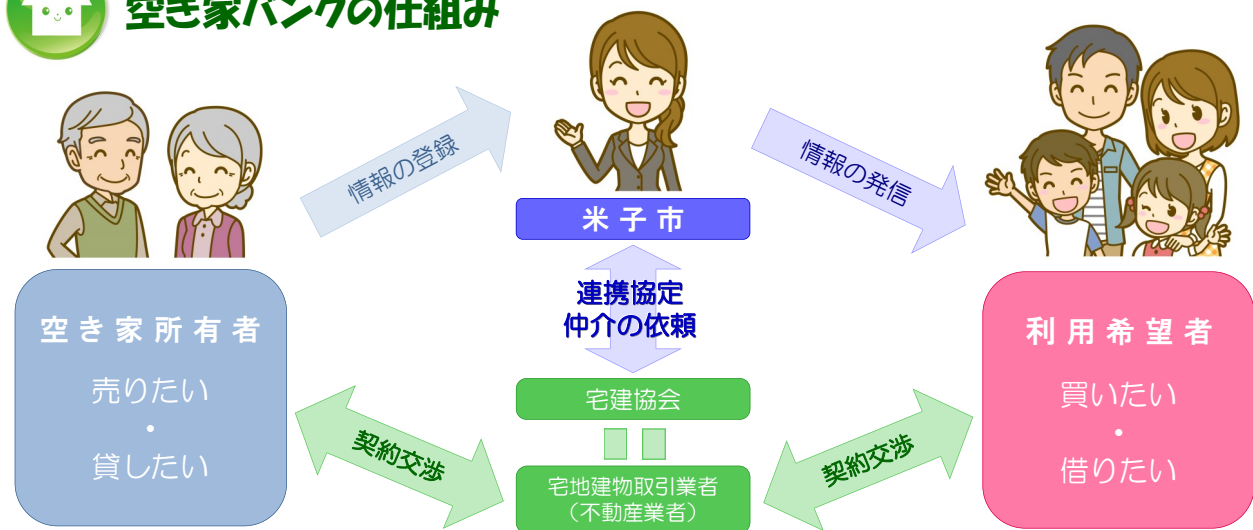 空き家バンクの仕組み
情報の登録
情報の発信
米子市
連携協定
仲介の依頼
空き家所有者
売りたい
・
貸したい
利用希望者
買いたい
・
借りたい
宅建協会
契約交渉
契約交渉
宅地建物取引業者
（不動産業者）